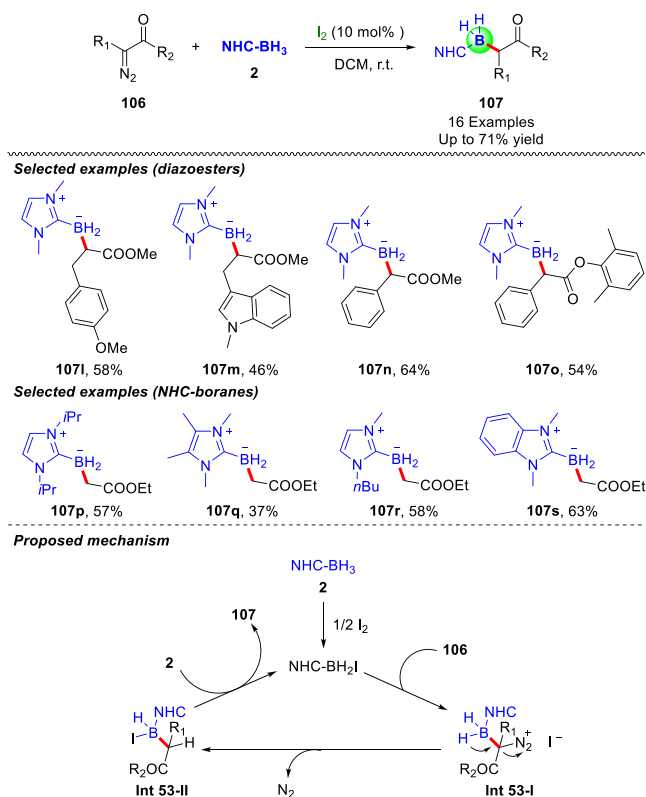 R₁ O R₂ N₂
106
+
NHC-BH₃
2
I₂ (10 mol% )
DCM, r.t.
H H
NHC B O R₂
R₁
107
16 Examples
Up to 71% yield
Selected examples (diazoesters)
N + N − BH₂ COOMe OMe
107l, 58%
N + N − BH₂ COOMe N
107m, 46%
N + N − BH₂ COOMe
107n, 64%
N + N − BH₂ O O
107o, 54%
Selected examples (NHC-boranes)
iPr N + N iPr − BH₂ COOEt
107p, 57%
N + N − BH₂ COOEt
107q, 37%
N + N nBu − BH₂ COOEt
107r, 58%
N + N − BH₂ COOEt
107s, 63%
Proposed mechanism
NHC-BH₃
2
1/2 I₂
107
2
NHC-BH₂I
106
H NHC
I B R₁ H
R₂OC
Int 53-II
N₂
H NHC
H B R₁ N₂ + I −
R₂OC
Int 53-I